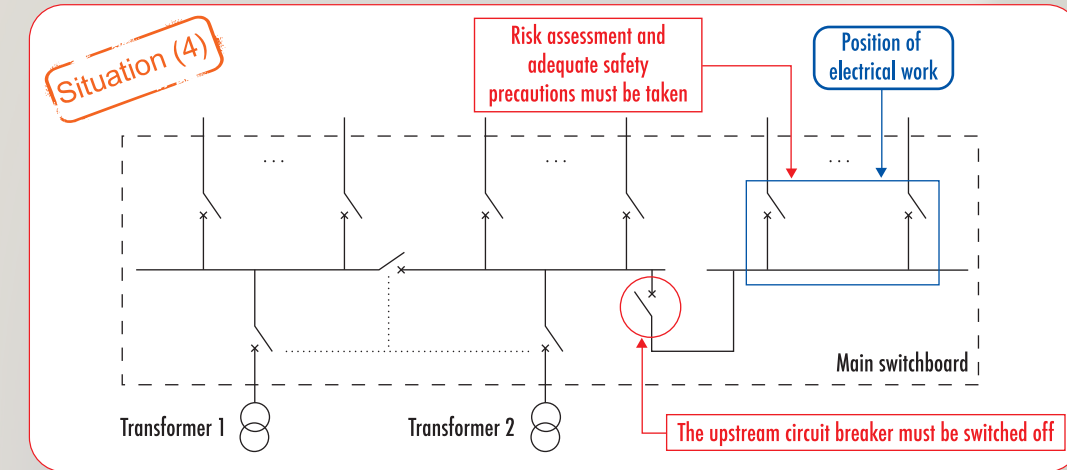 Situation (4)
Risk assessment and
adequate safety
precautions must be taken
Position of
electrical work
...
...
...
Main switchboard
Transformer 1
Transformer 2
The upstream circuit breaker must be switched off